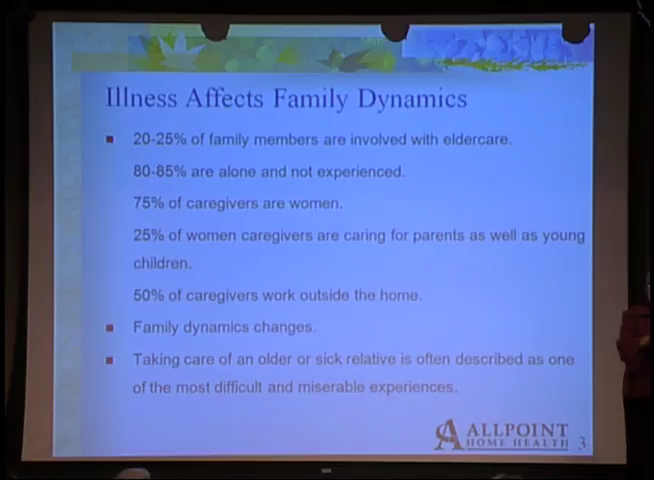 Illness Affects Family Dynamics
20-25% of family members are involved with eldercare.
80-85% are alone and not experienced.
75% of caregivers are women.
25% of women caregivers are caring for parents as well as young
children.
50% of caregivers work outside the home.
Family dynamics changes.
Taking care of an older or sick relative is often described as one
of the most difficult and miserable experiences.
ALLPOINT
HOME HEALTH 3